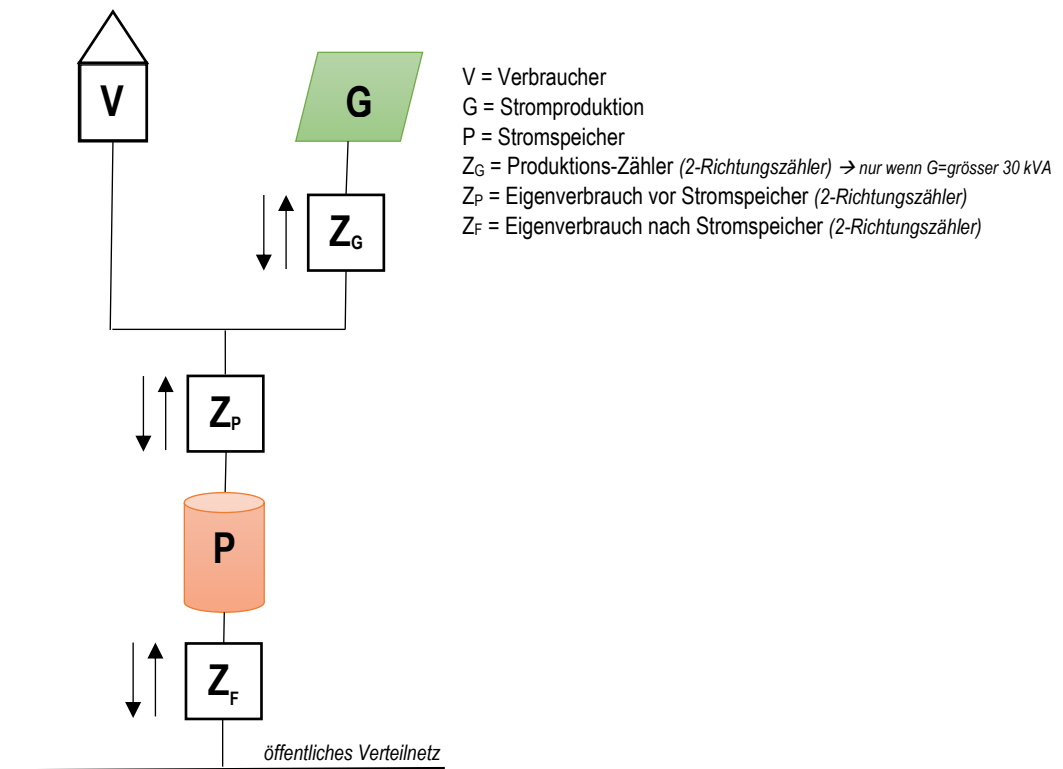 V
G
V = Verbraucher
G = Stromproduktion
P = Stromspeicher
ZG = Produktions-Zähler (2-Richtungszähler) → nur wenn G=grösser 30 kVA
ZP = Eigenverbrauch vor Stromspeicher (2-Richtungszähler)
ZF = Eigenverbrauch nach Stromspeicher (2-Richtungszähler)
ZG
ZP
P
ZF
öffentliches Verteilnetz